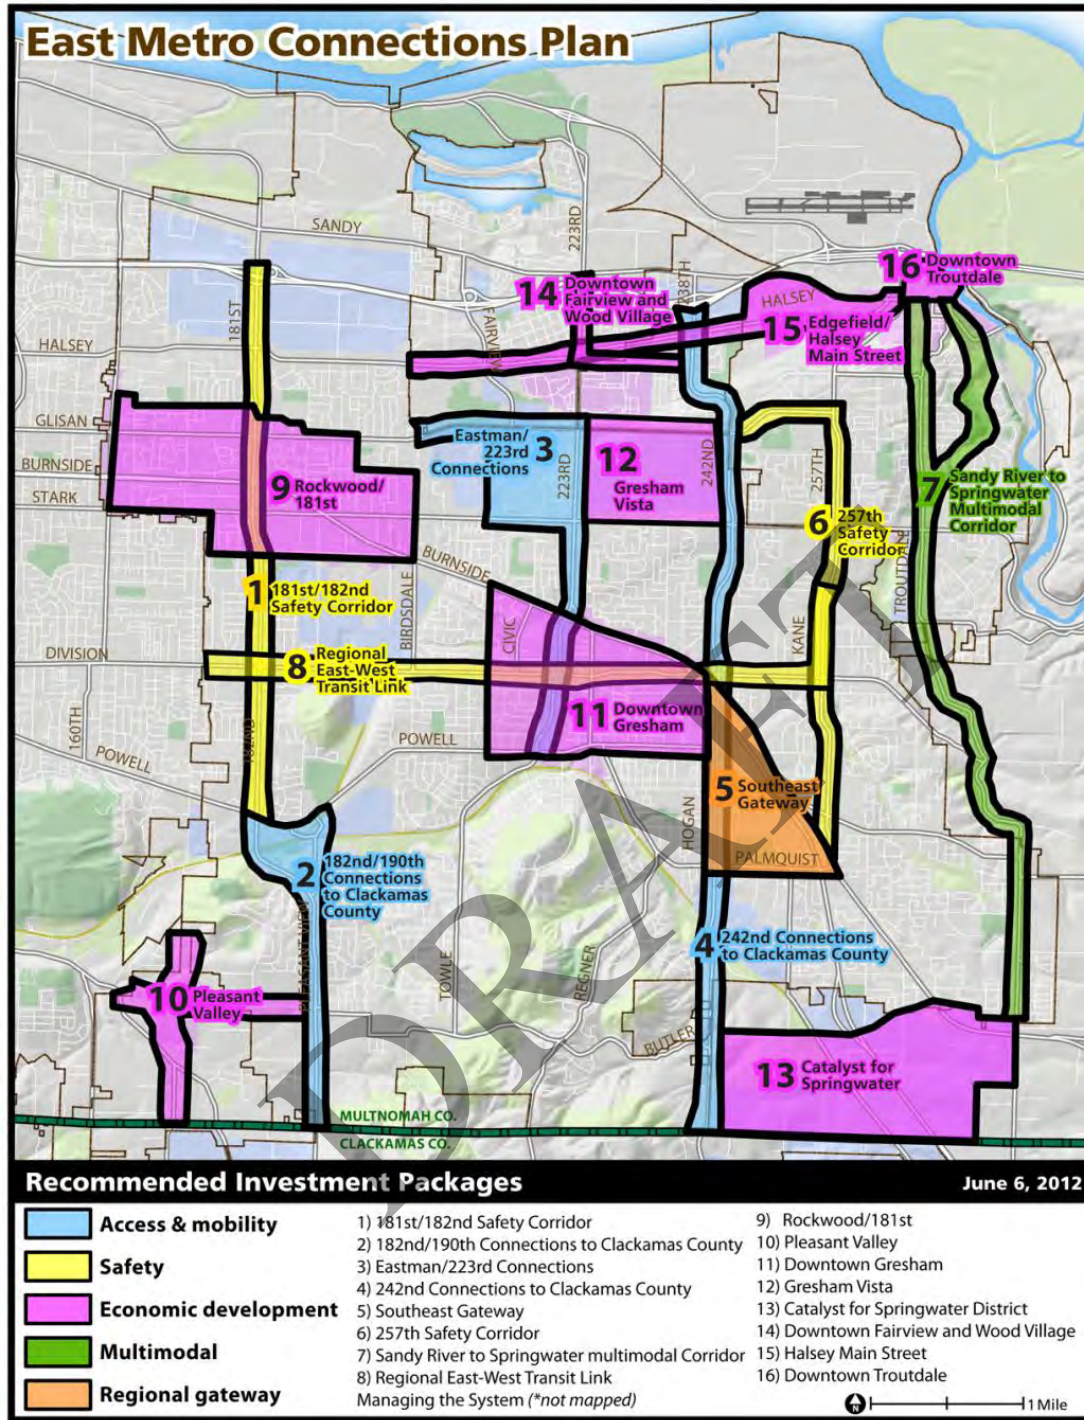 East Metro Connections Plan
SANDY
223RD
181ST
FAIRVIEW
238TH
14 Downtown
Fairview and
Wood Village
16 Downtown
Troutdale
HALSEY
15 Edgefield/
Halsey
Main Street
HALSEY
GLISAN
BURNSIDE
STARK
Eastman/
223rd
Connections
3
223RD
12
Gresham
Vista
242ND
257TH
9 Rockwood/
181st
6 257th
Safety
Corridor
7 Sandy River to
Springwater
Multimodal
Corridor
TROUTDALE
BURNSIDE
1 181st/182nd
Safety Corridor
BIRDSDALE
CIVIC
KANE
DIVISION
8 Regional
East-West
Transit Link
160TH
182ND
POWELL
POWELL
11 Downtown
Gresham
5 Southeast
Gateway
HOGAN
PALMQUIST
2 182nd/190th
Connections
to Clackamas
County
PLEASANT VIEW
TOWLE
REGNER
4 242nd Connections
to Clackamas County
10 Pleasant
Valley
BUTLER
13 Catalyst for
Springwater
MULTNOMAH CO.
CLACKAMAS CO.
DRAFT
Recommended Investment Packages
June 6, 2012
Access & mobility
Safety
Economic development
Multimodal
Regional gateway
1) 181st/182nd Safety Corridor
2) 182nd/190th Connections to Clackamas County
3) Eastman/223rd Connections
4) 242nd Connections to Clackamas County
5) Southeast Gateway
6) 257th Safety Corridor
7) Sandy River to Springwater multimodal Corridor
8) Regional East-West Transit Link
Managing the System (*not mapped)
9) Rockwood/181st
10) Pleasant Valley
11) Downtown Gresham
12) Gresham Vista
13) Catalyst for Springwater District
14) Downtown Fairview and Wood Village
15) Halsey Main Street
16) Downtown Troutdale
N
1 Mile